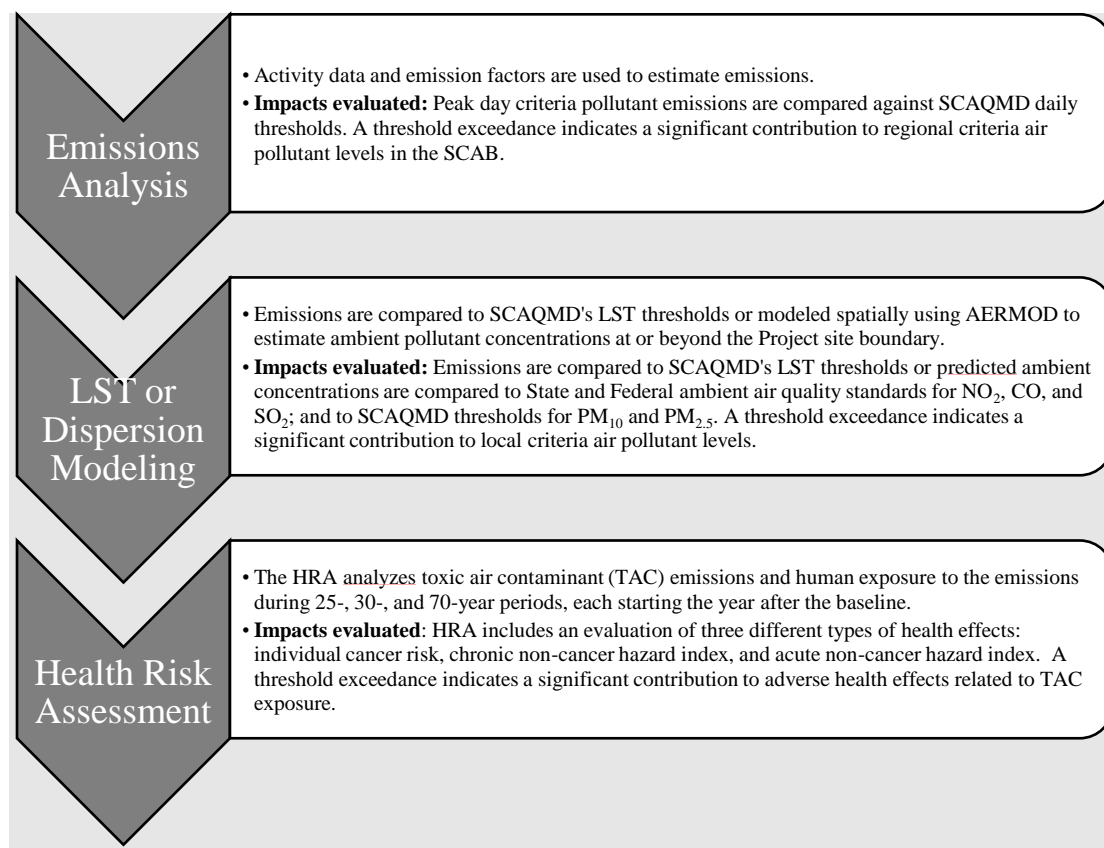 Emissions
Analysis
• Activity data and emission factors are used to estimate emissions.
• Impacts evaluated: Peak day criteria pollutant emissions are compared against SCAQMD daily
thresholds. A threshold exceedance indicates a significant contribution to regional criteria air
pollutant levels in the SCAB.
LST or
Dispersion
Modeling
• Emissions are compared to SCAQMD's LST thresholds or modeled spatially using AERMOD to
estimate ambient pollutant concentrations at or beyond the Project site boundary.
• Impacts evaluated: Emissions are compared to SCAQMD's LST thresholds or predicted ambient
concentrations are compared to State and Federal ambient air quality standards for NO₂, CO, and
SO₂; and to SCAQMD thresholds for PM₁₀ and PM₂.₅. A threshold exceedance indicates a
significant contribution to local criteria air pollutant levels.
Health Risk
Assessment
• The HRA analyzes toxic air contaminant (TAC) emissions and human exposure to the emissions
during 25-, 30-, and 70-year periods, each starting the year after the baseline.
• Impacts evaluated: HRA includes an evaluation of three different types of health effects:
individual cancer risk, chronic non-cancer hazard index, and acute non-cancer hazard index.  A
threshold exceedance indicates a significant contribution to adverse health effects related to TAC
exposure.